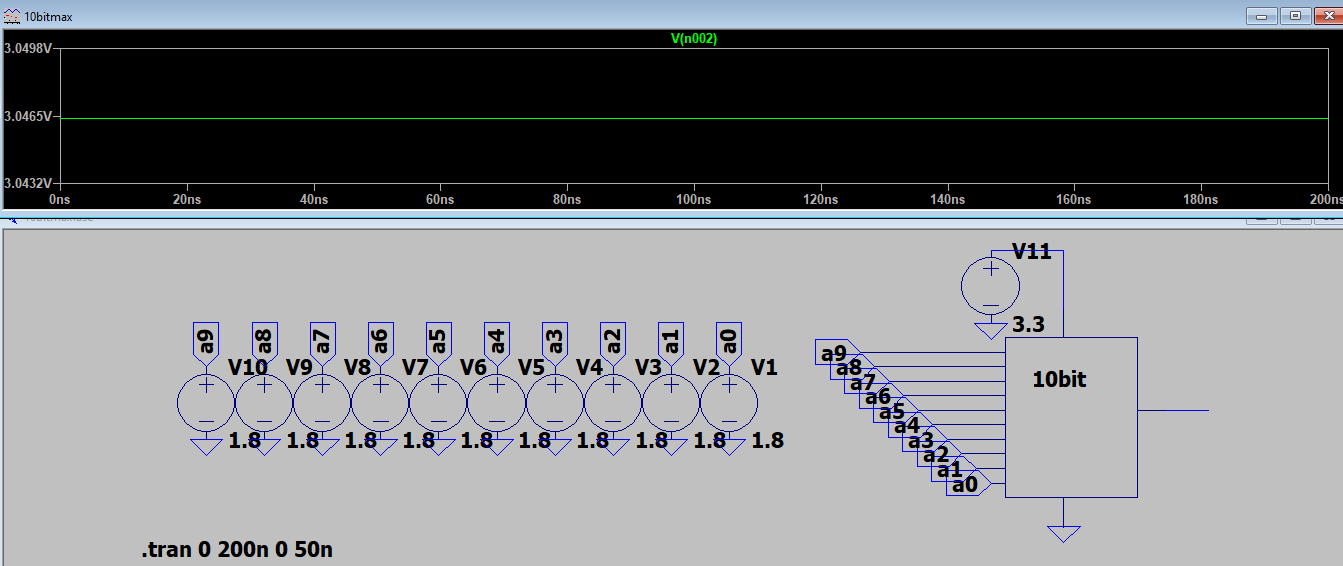 10bitmax
V(n002)
3.0498V
3.0465V
3.0432V
0ns 20ns 40ns 60ns 80ns 100ns 120ns 140ns 160ns 180ns 200ns
V11
3.3
a9 a8 a7 a6 a5 a4 a3 a2 a1 a0
V10 V9 V8 V7 V6 V5 V4 V3 V2 V1
1.8 1.8 1.8 1.8 1.8 1.8 1.8 1.8 1.8 1.8
a9
a8
a7
a6
a5
a4
a3
a2
a1
a0
10bit
.tran 0 200n 0 50n